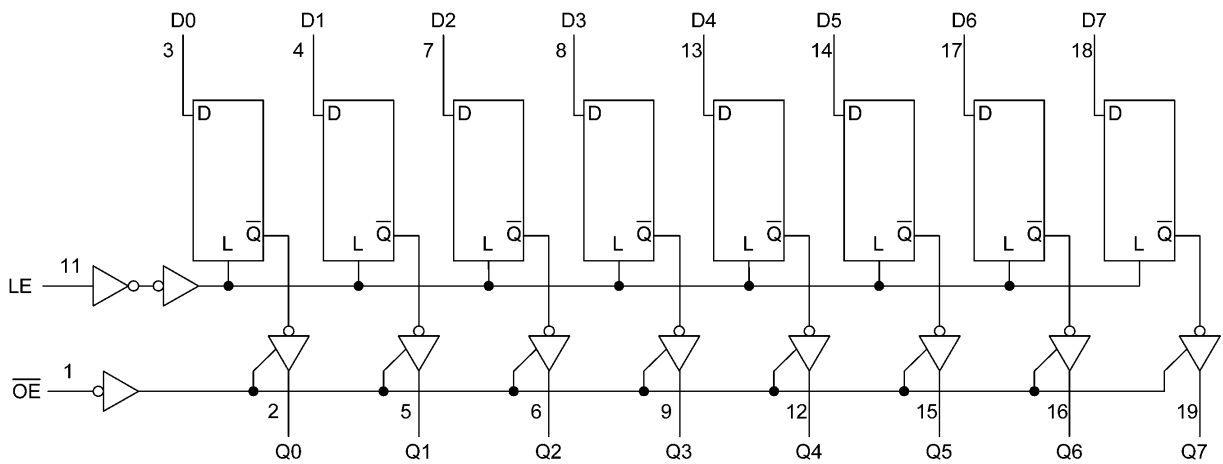 D0 D1 D2 D3 D4 D5 D6 D7
3 4 7 8 13 14 17 18
D D D D D D D D
Q̅ Q̅ Q̅ Q̅ Q̅ Q̅ Q̅ Q̅
L L L L L L L L
11
LE
1
O̅E̅
2 5 6 9 12 15 16 19
Q0 Q1 Q2 Q3 Q4 Q5 Q6 Q7